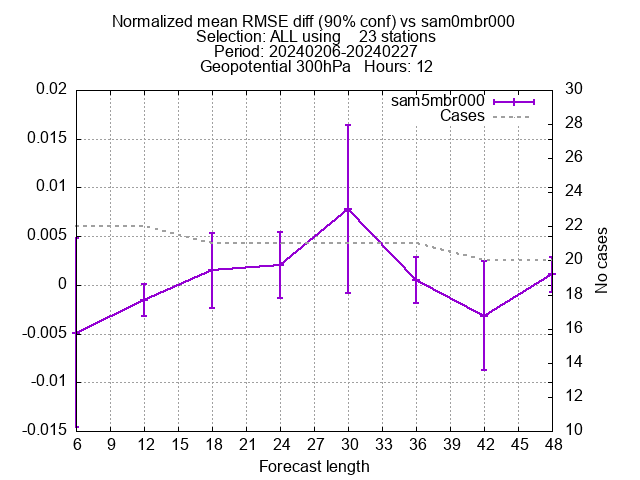 Normalized mean RMSE diff (90% conf) vs sam0mbr000
Selection: ALL using    23 stations
Period: 20240206-20240227
Geopotential 300hPa   Hours: 12
0.02
0.015
0.01
0.005
0
-0.005
-0.01
-0.015
sam5mbr000
Cases
30
28
26
24
22
20
18
16
14
12
10
No cases
6 9 12 15 18 21 24 27 30 33 36 39 42 45 48
Forecast length